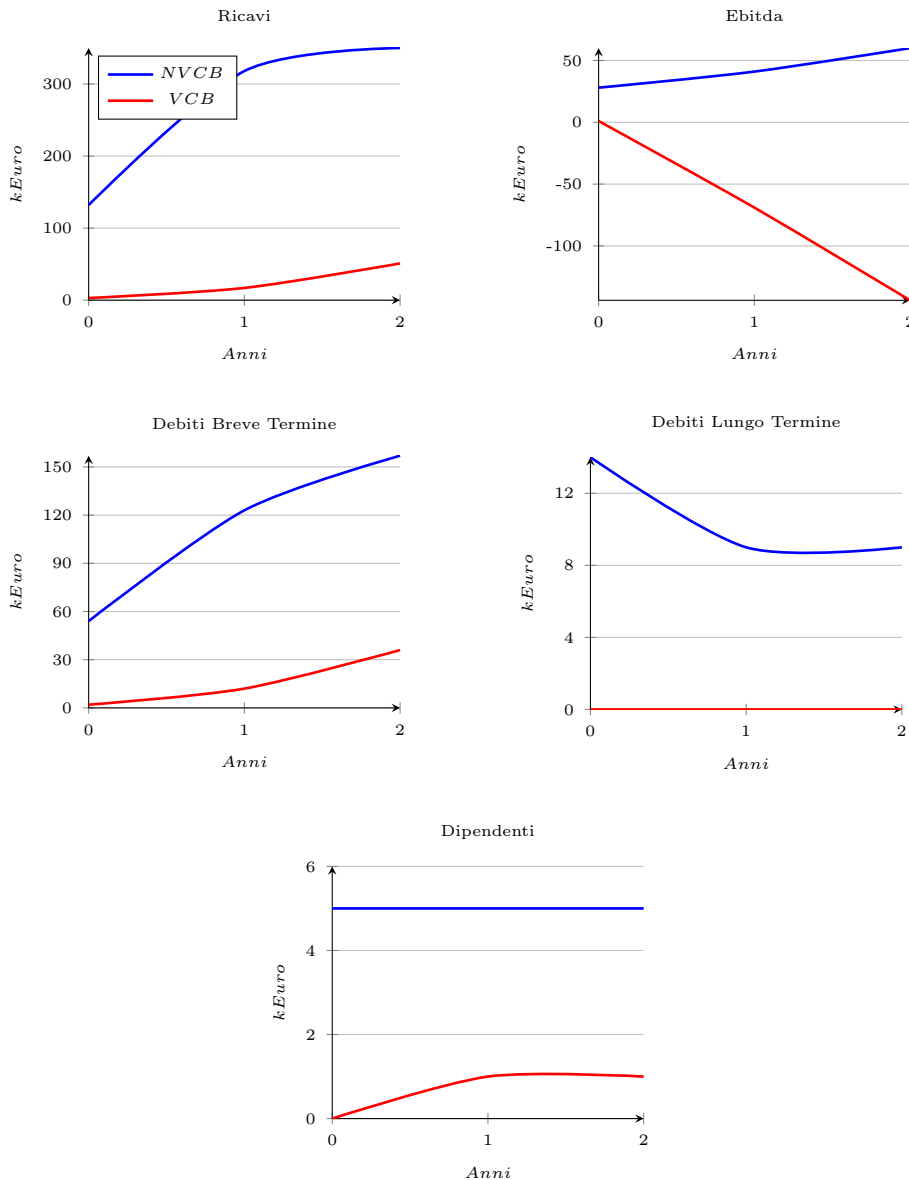 Ricavi
300
200
100
0
0 1 2
kEuro
Anni
NVCB
VCB
Ebitda
50
0
-50
-100
0 1 2
kEuro
Anni
Debiti Breve Termine
150
120
90
60
30
0
0 1 2
kEuro
Anni
Debiti Lungo Termine
12
8
4
0
0 1 2
kEuro
Anni
Dipendenti
6
4
2
0
0 1 2
kEuro
Anni